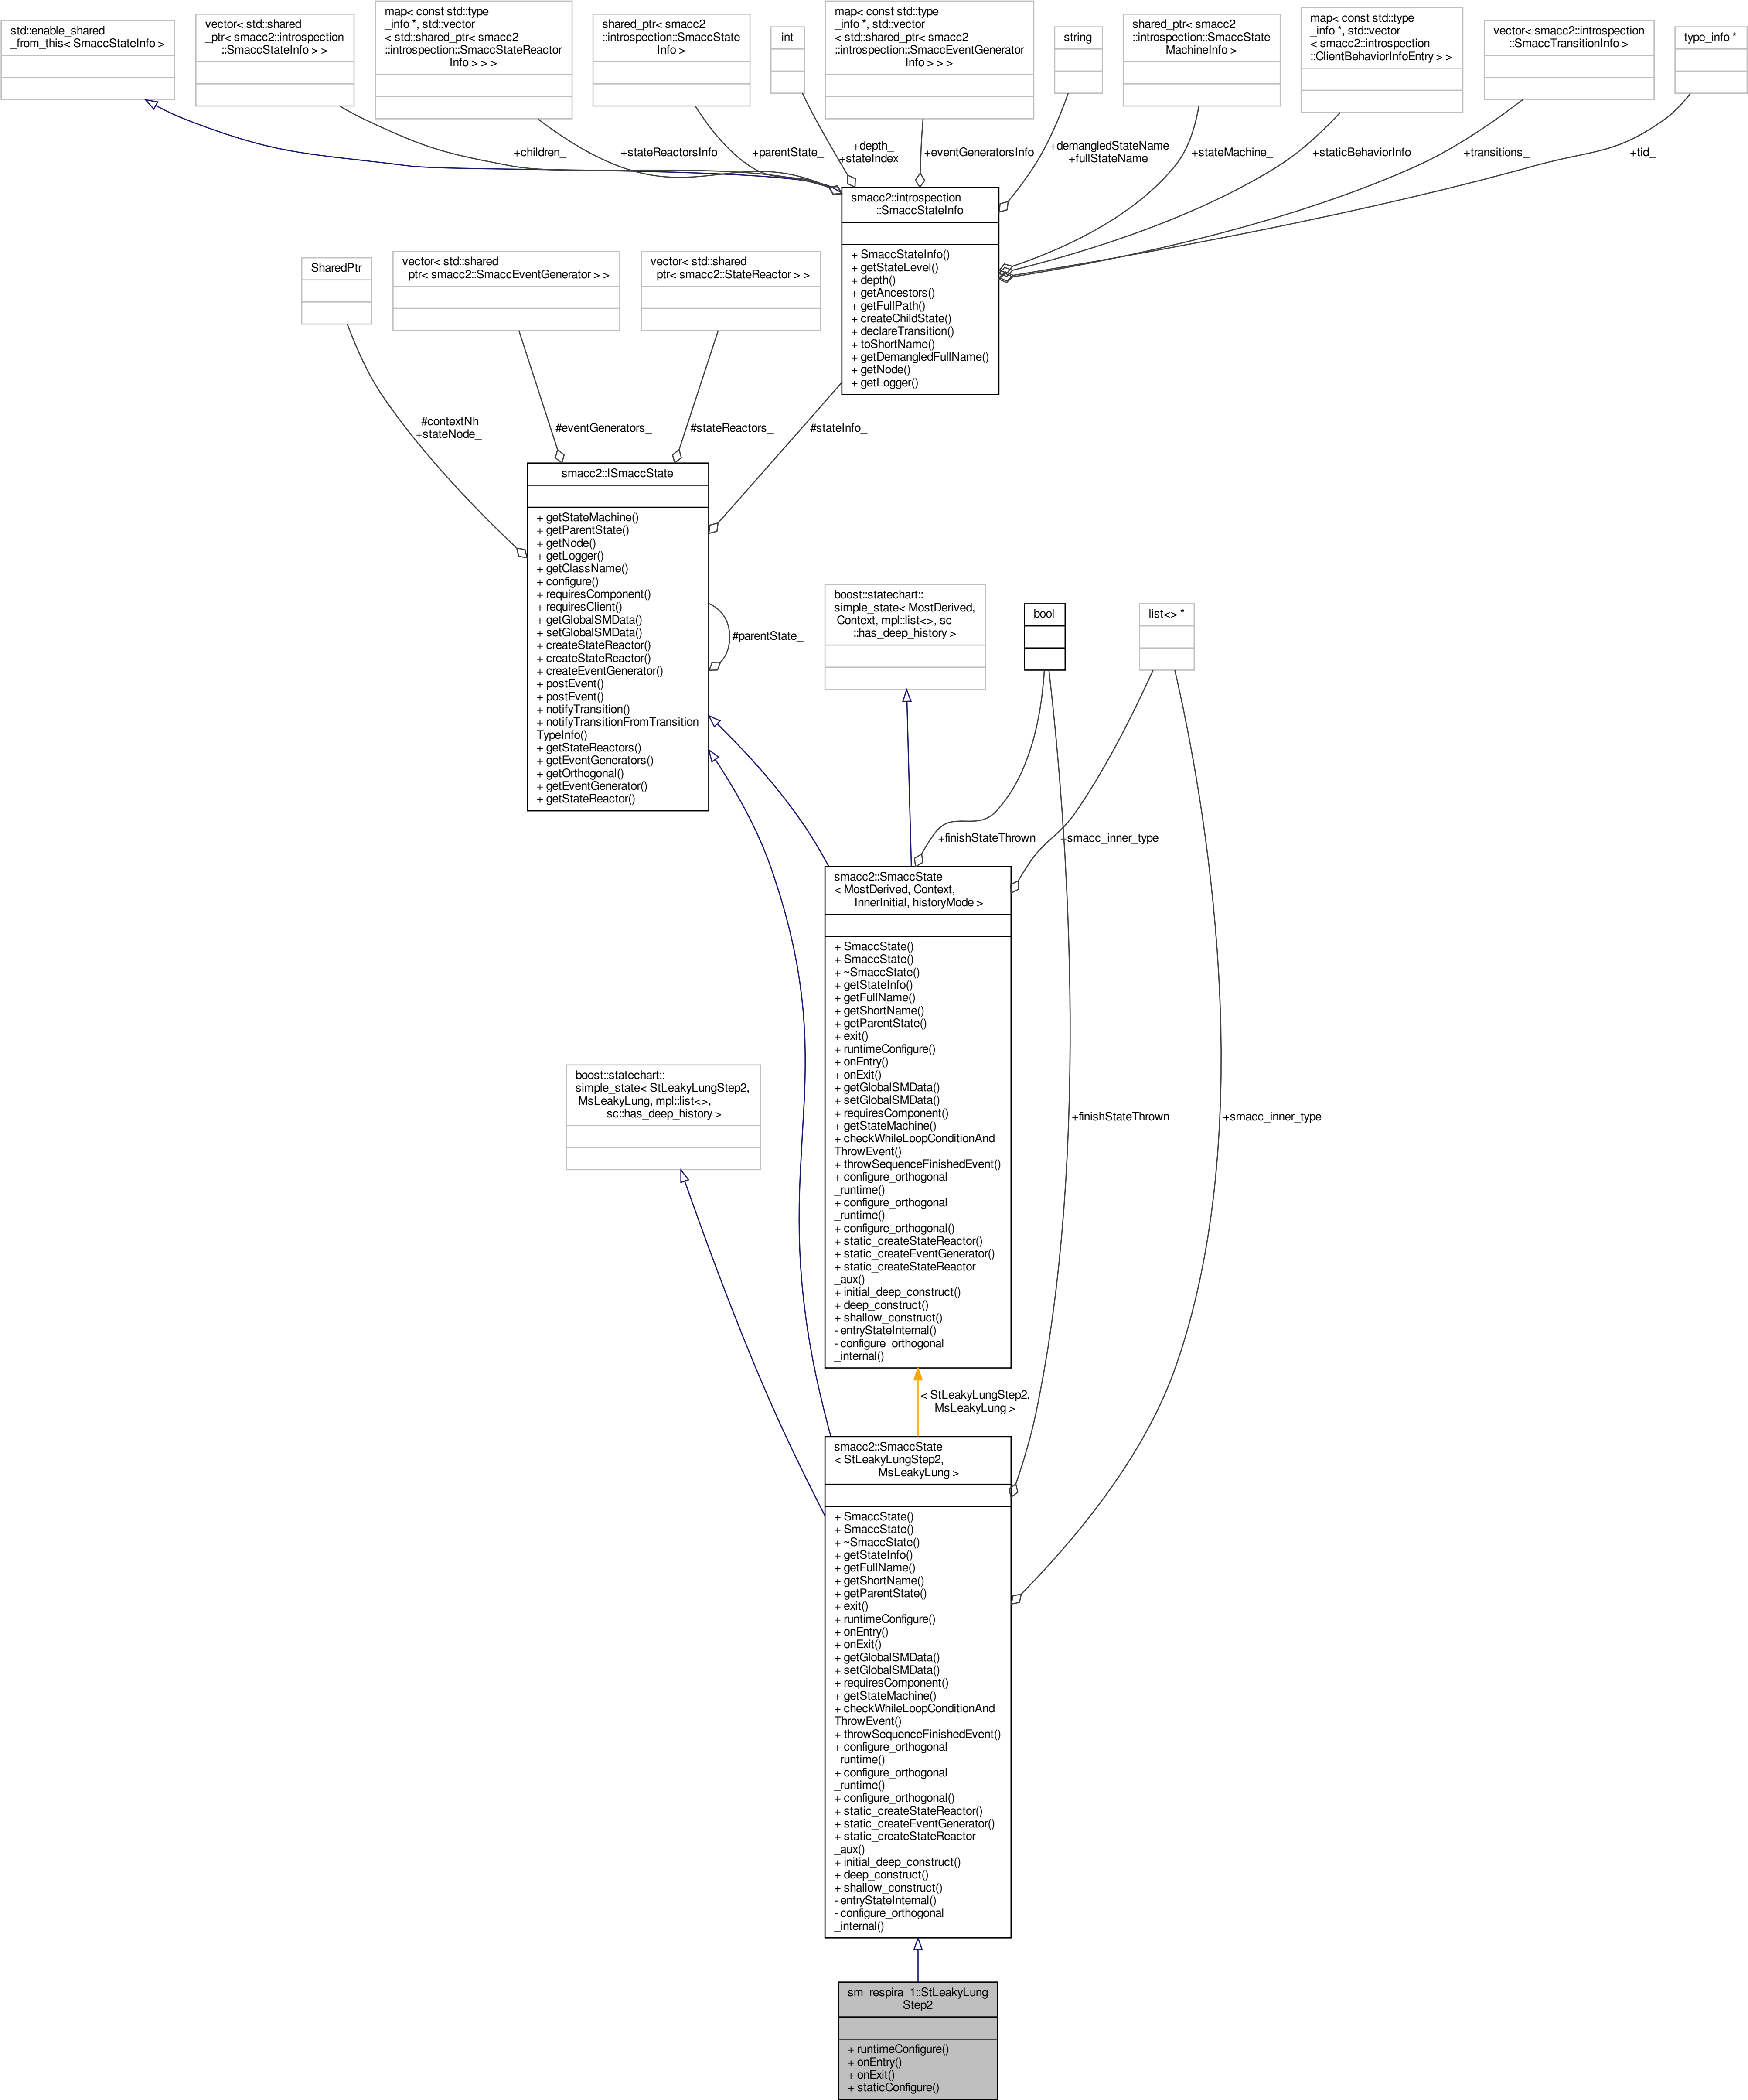 std::enable_shared
_from_this< SmaccStateInfo >
vector< std::shared
_ptr< smacc2::introspection
::SmaccStateInfo > >
map< const std::type
_info *, std::vector
< std::shared_ptr< smacc2
::introspection::SmaccStateReactor
Info > > >
shared_ptr< smacc2
::introspection::SmaccState
Info >
int
map< const std::type
_info *, std::vector
< std::shared_ptr< smacc2
::introspection::SmaccEventGenerator
Info > > >
string
shared_ptr< smacc2
::introspection::SmaccState
MachineInfo >
map< const std::type
_info *, std::vector
< smacc2::introspection
::ClientBehaviorInfoEntry > >
vector< smacc2::introspection
::SmaccTransitionInfo >
type_info *
+children_
+stateReactorsInfo
+parentState_
+depth_
+stateIndex_
+eventGeneratorsInfo
+demangledStateName
+fullStateName
+stateMachine_
+staticBehaviorInfo
+transitions_
+tid_
smacc2::introspection
::SmaccStateInfo
+ SmaccStateInfo()
+ getStateLevel()
+ depth()
+ getAncestors()
+ getFullPath()
+ createChildState()
+ declareTransition()
+ toShortName()
+ getDemangledFullName()
+ getNode()
+ getLogger()
SharedPtr
vector< std::shared
_ptr< smacc2::SmaccEventGenerator > >
vector< std::shared
_ptr< smacc2::StateReactor > >
#contextNh
+stateNode_
#eventGenerators_
#stateReactors_
#stateInfo_
smacc2::ISmaccState
+ getStateMachine()
+ getParentState()
+ getNode()
+ getLogger()
+ getClassName()
+ configure()
+ requiresComponent()
+ requiresClient()
+ getGlobalSMData()
+ setGlobalSMData()
+ createStateReactor()
+ createStateReactor()
+ createEventGenerator()
+ postEvent()
+ postEvent()
+ notifyTransition()
+ notifyTransitionFromTransition
TypeInfo()
+ getStateReactors()
+ getEventGenerators()
+ getOrthogonal()
+ getEventGenerator()
+ getStateReactor()
#parentState_
boost::statechart::
simple_state< MostDerived,
Context, mpl::list<>, sc
::has_deep_history >
bool
list<> *
+finishStateThrown
+smacc_inner_type
smacc2::SmaccState
< MostDerived, Context,
InnerInitial, historyMode >
+ SmaccState()
+ SmaccState()
+ ~SmaccState()
+ getStateInfo()
+ getFullName()
+ getShortName()
+ getParentState()
+ exit()
+ runtimeConfigure()
+ onEntry()
+ onExit()
+ getGlobalSMData()
+ setGlobalSMData()
+ requiresComponent()
+ getStateMachine()
+ checkWhileLoopConditionAnd
ThrowEvent()
+ throwSequenceFinishedEvent()
+ configure_orthogonal
_runtime()
+ configure_orthogonal
_runtime()
+ configure_orthogonal()
+ static_createStateReactor()
+ static_createEventGenerator()
+ static_createStateReactor
_aux()
+ initial_deep_construct()
+ deep_construct()
+ shallow_construct()
- entryStateInternal()
- configure_orthogonal
_internal()
boost::statechart::
simple_state< StLeakyLungStep2,
MsLeakyLung, mpl::list<>,
sc::has_deep_history >
+finishStateThrown
+smacc_inner_type
< StLeakyLungStep2,
MsLeakyLung >
smacc2::SmaccState
< StLeakyLungStep2,
MsLeakyLung >
+ SmaccState()
+ SmaccState()
+ ~SmaccState()
+ getStateInfo()
+ getFullName()
+ getShortName()
+ getParentState()
+ exit()
+ runtimeConfigure()
+ onEntry()
+ onExit()
+ getGlobalSMData()
+ setGlobalSMData()
+ requiresComponent()
+ getStateMachine()
+ checkWhileLoopConditionAnd
ThrowEvent()
+ throwSequenceFinishedEvent()
+ configure_orthogonal
_runtime()
+ configure_orthogonal
_runtime()
+ configure_orthogonal()
+ static_createStateReactor()
+ static_createEventGenerator()
+ static_createStateReactor
_aux()
+ initial_deep_construct()
+ deep_construct()
+ shallow_construct()
- entryStateInternal()
- configure_orthogonal
_internal()
sm_respira_1::StLeakyLung
Step2
+ runtimeConfigure()
+ onEntry()
+ onExit()
+ staticConfigure()